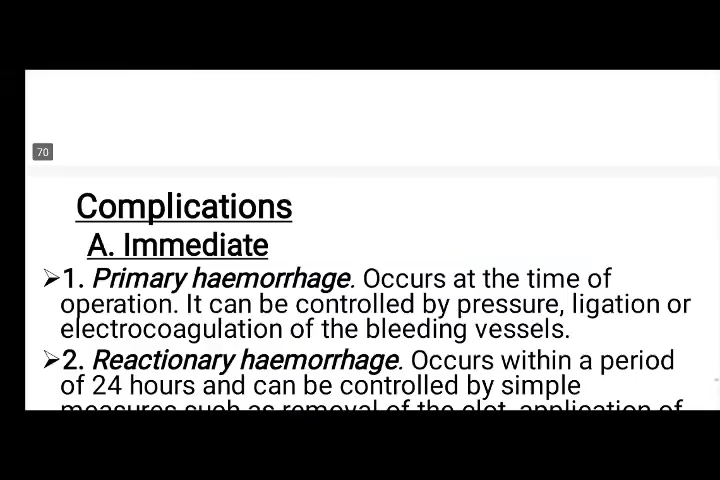 70
Complications
A. Immediate
➢1. Primary haemorrhage. Occurs at the time of
operation. It can be controlled by pressure, ligation or
electrocoagulation of the bleeding vessels.
➢2. Reactionary haemorrhage. Occurs within a period
of 24 hours and can be controlled by simple
measures such as removal of the clot, application of